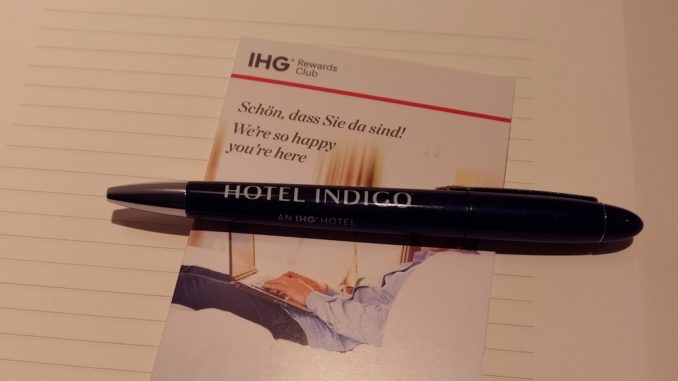 IHG® Rewards
Club
Schön, dass Sie da sind!
We're so happy
you're here
HOTEL INDIGO
AN IHG® HOTEL